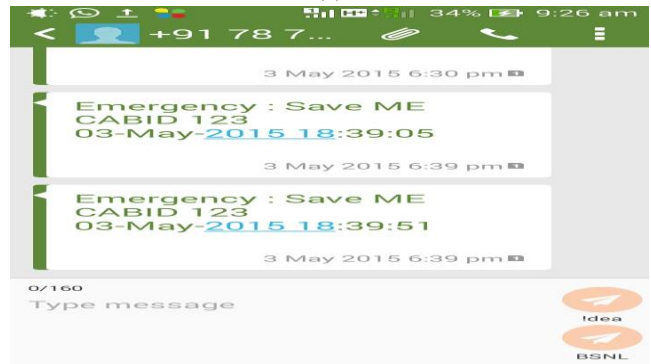 34% 9:26 am
+91 78 7...
3 May 2015 6:30 pm
Emergency : Save ME
CABID 123
03-May-2015 18:39:05
3 May 2015 6:39 pm
Emergency : Save ME
CABID 123
03-May-2015 18:39:51
3 May 2015 6:39 pm
0/160
Type message
!dea
BSNL